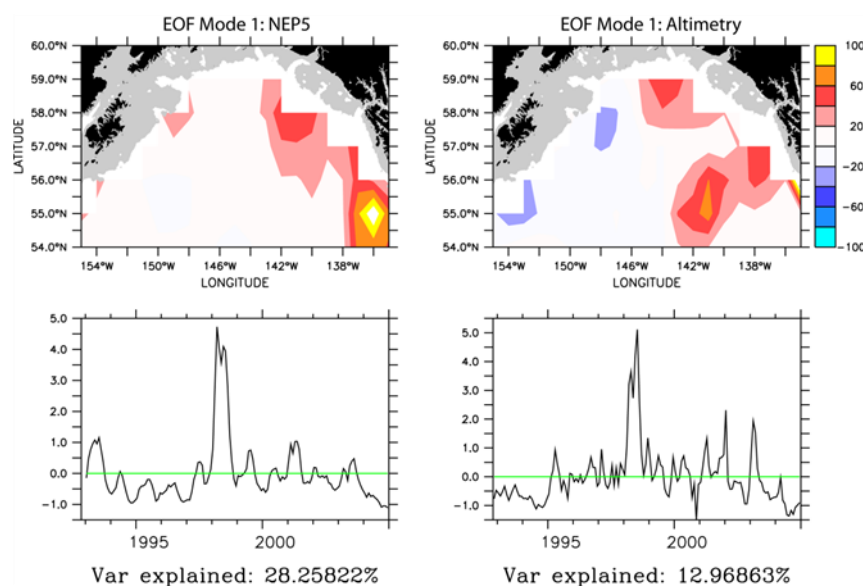 EOF Mode 1: NEP5
60.0°N
59.0°N
58.0°N
57.0°N
56.0°N
55.0°N
54.0°N
LATITUDE
154°W 150°W 146°W 142°W 138°W
LONGITUDE
EOF Mode 1: Altimetry
60.0°N
59.0°N
58.0°N
57.0°N
56.0°N
55.0°N
54.0°N
LATITUDE
154°W 150°W 146°W 142°W 138°W
LONGITUDE
100
80
60
40
20
-20
-60
-80
-100
5.0
4.0
3.0
2.0
1.0
0.0
-1.0
1995 2000
Var explained: 28.25822%
5.0
4.0
3.0
2.0
1.0
0.0
-1.0
1995 2000
Var explained: 12.96863%